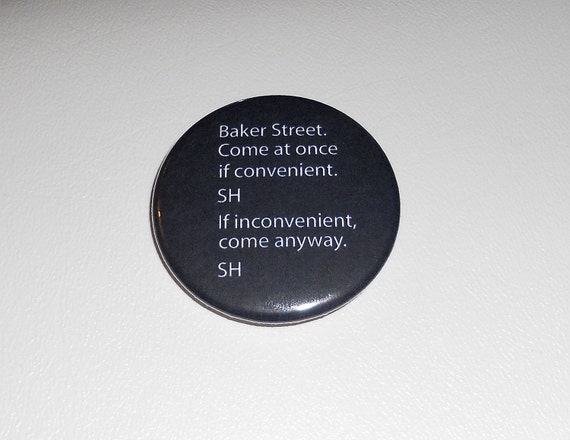 Baker Street.
Come at once
if convenient.
SH
If inconvenient,
come anyway.
SH